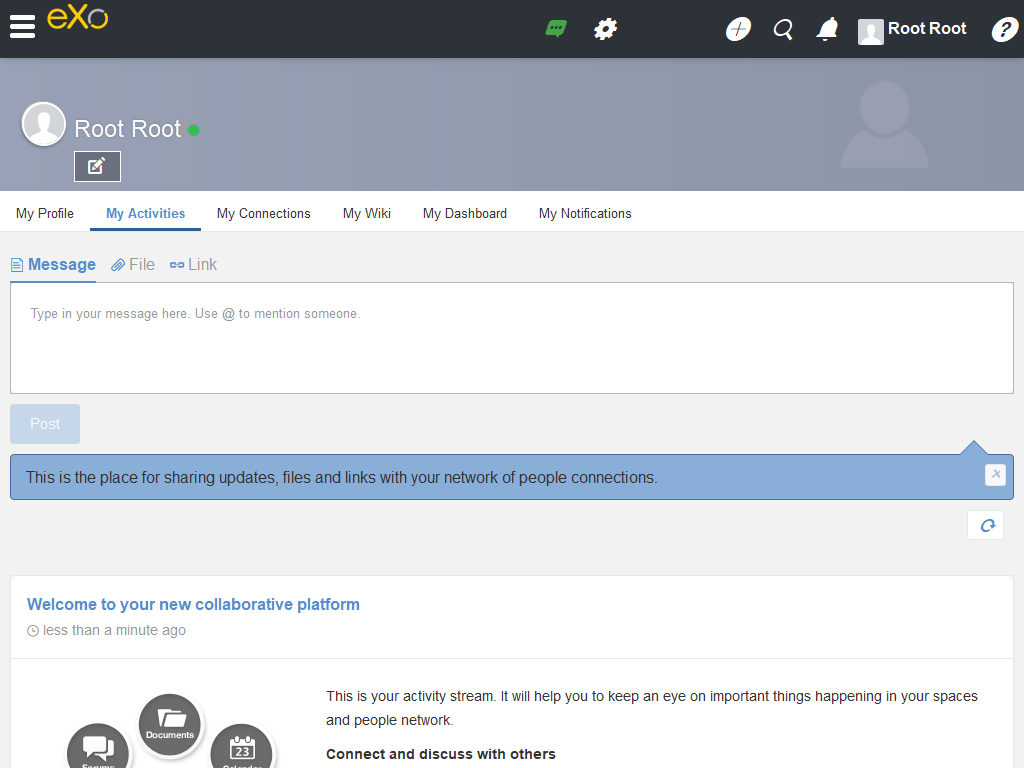 eXo
Root Root
?
Root Root
My Profile
My Activities
My Connections
My Wiki
My Dashboard
My Notifications
Message
File
Link
Type in your message here. Use @ to mention someone.
Post
This is the place for sharing updates, files and links with your network of people connections.
Welcome to your new collaborative platform
less than a minute ago
This is your activity stream. It will help you to keep an eye on important things happening in your spaces
and people network.
Connect and discuss with others
Documents
23
Forums
Calendar